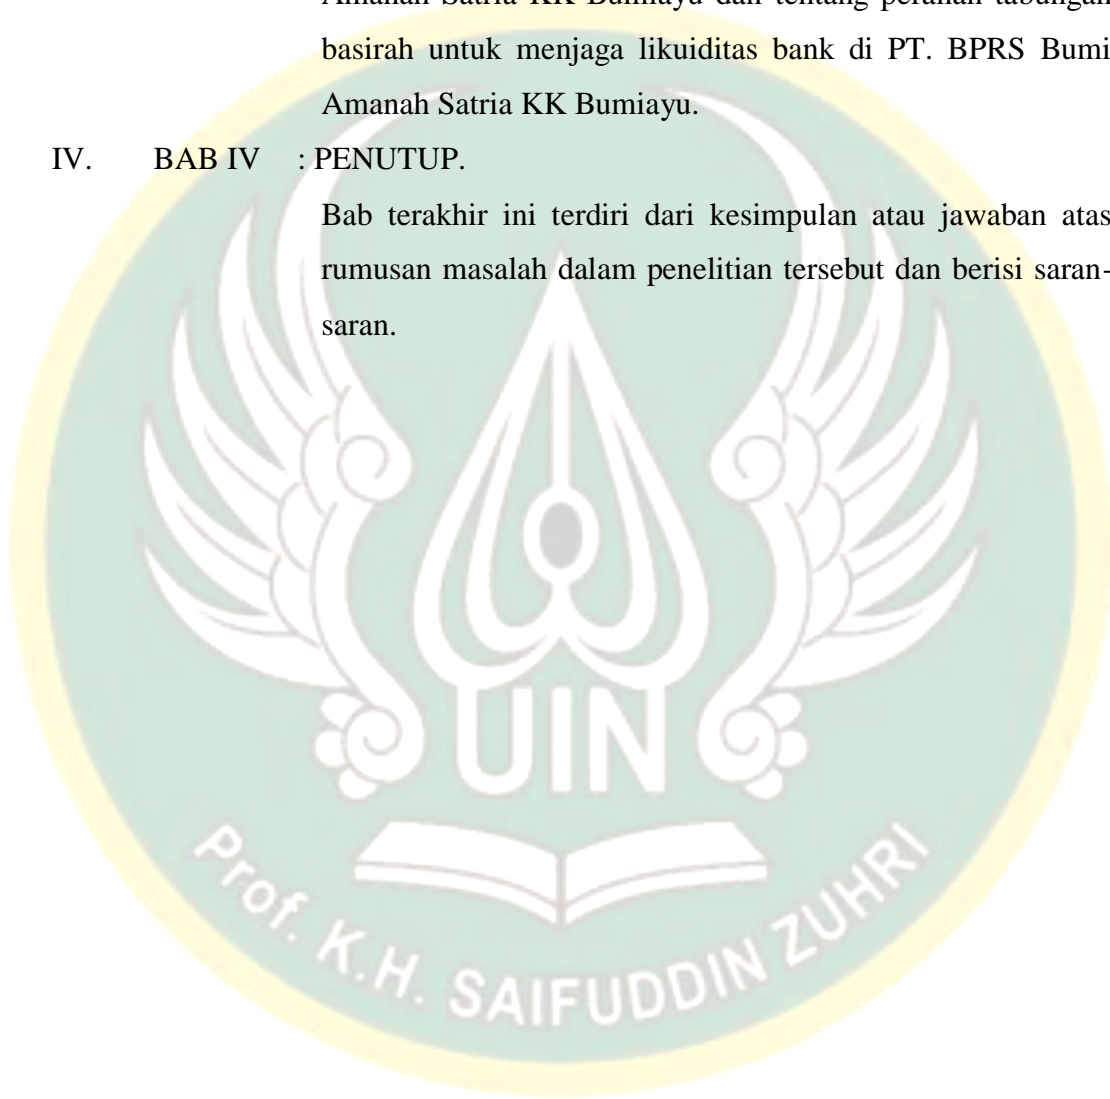 Amanah Satria KK Bumiayu dan tentang peranan tabungan
basirah untuk menjaga likuiditas bank di PT. BPRS Bumi
Amanah Satria KK Bumiayu.
IV. BAB IV : PENUTUP.
Bab terakhir ini terdiri dari kesimpulan atau jawaban atas
rumusan masalah dalam penelitian tersebut dan berisi saran-
saran.
UIN
Prof. K.H. SAIFUDDIN ZUHRI